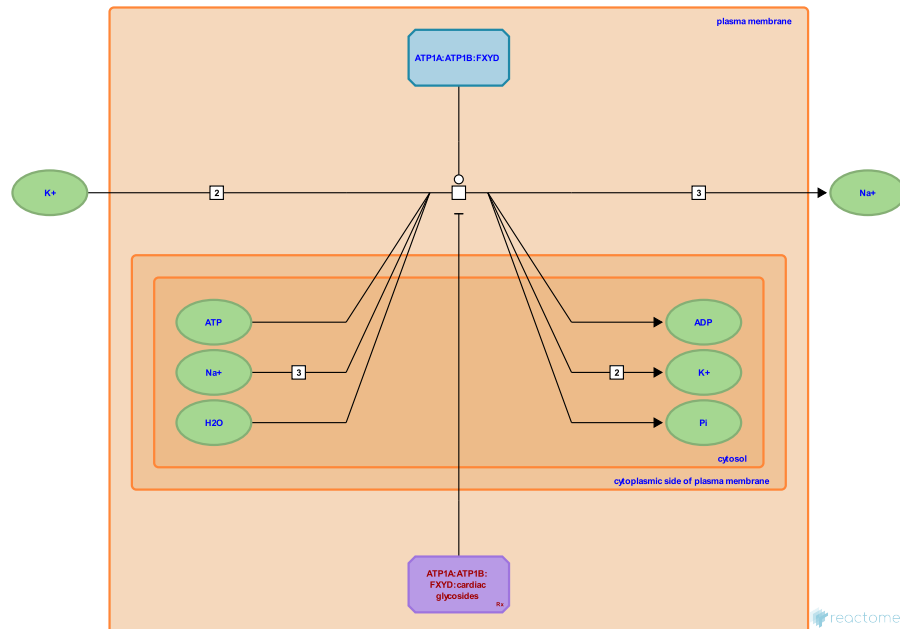 plasma membrane
ATP1A:ATP1B:FXYD
K+
2
3
Na+
ATP
ADP
Na+
3
2
K+
H2O
Pi
cytosol
cytoplasmic side of plasma membrane
ATP1A:ATP1B:
FXYD:cardiac
glycosides
Rx
reactome